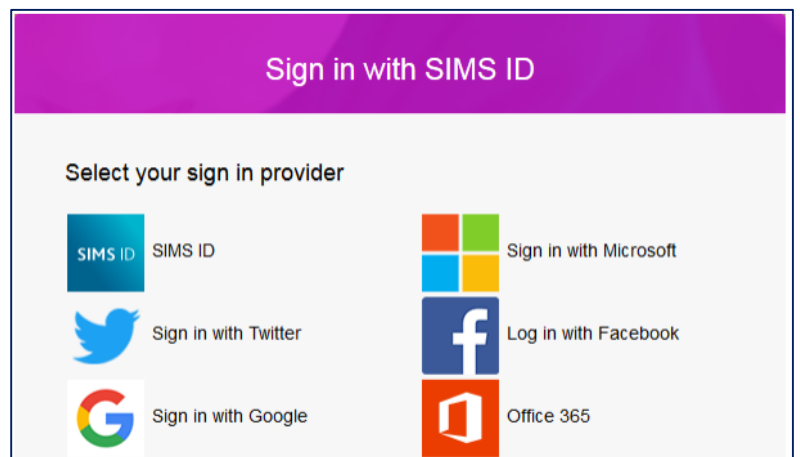 Sign in with SIMS ID
Select your sign in provider
SIMS ID SIMS ID
Sign in with Microsoft
Sign in with Twitter
Log in with Facebook
Sign in with Google
Office 365